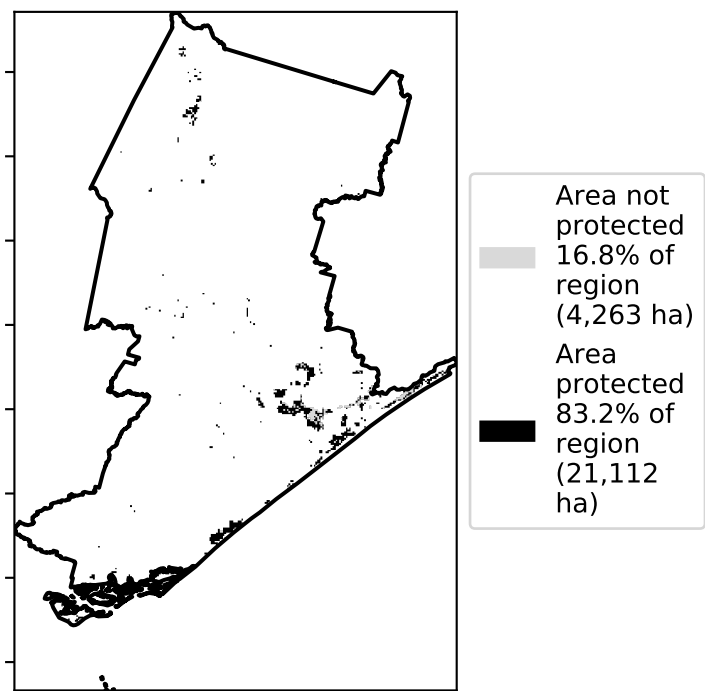 Area not
protected
16.8% of
region
(4,263 ha)
Area
protected
83.2% of
region
(21,112
ha)